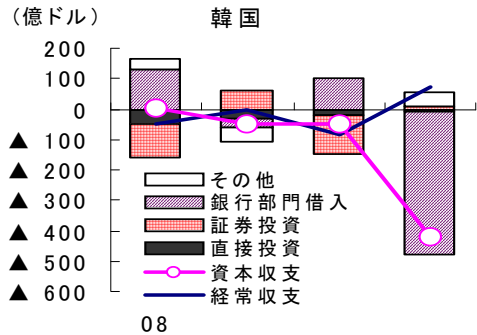 (億ドル)
韓国
200
100
0
▲ 100
▲ 200
▲ 300
▲ 400
▲ 500
▲ 600
その他
銀行部門借入
証券投資
直接投資
資本収支
経常収支
08